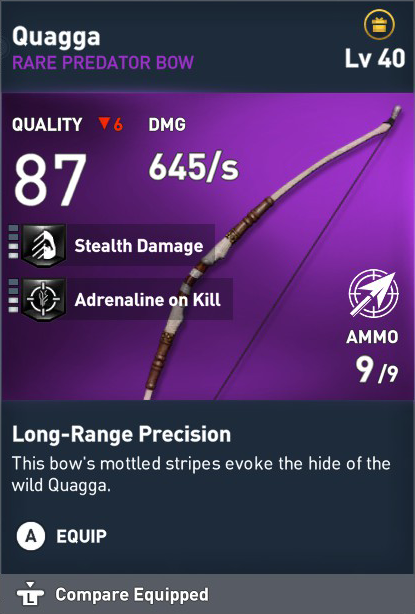 Quagga
RARE PREDATOR BOW
Lv 40
QUALITY ▼6 DMG
87 645/s
Stealth Damage
Adrenaline on Kill
AMMO
9/9
Long-Range Precision
This bow's mottled stripes evoke the hide of the
wild Quagga.
A EQUIP
L Compare Equipped